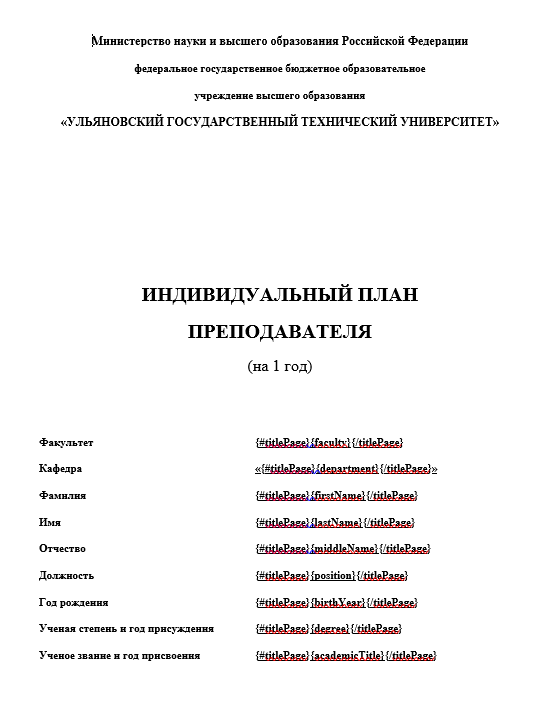 Министерство науки и высшего образования Российской Федерации
федеральное государственное бюджетное образовательное
учреждение высшего образования
«УЛЬЯНОВСКИЙ ГОСУДАРСТВЕННЫЙ ТЕХНИЧЕСКИЙ УНИВЕРСИТЕТ»
ИНДИВИДУАЛЬНЫЙ ПЛАН
ПРЕПОДАВАТЕЛЯ
(на 1 год)
Факультет {#titlePage}{faculty}{/titlePage}
Кафедра «{#titlePage}{department}{/titlePage}»
Фамилия {#titlePage}{firstName}{/titlePage}
Имя {#titlePage}{lastName}{/titlePage}
Отчество {#titlePage}{middleName}{/titlePage}
Должность {#titlePage}{position}{/titlePage}
Год рождения {#titlePage}{birthYear}{/titlePage}
Ученая степень и год присуждения {#titlePage}{degree}{/titlePage}
Ученое звание и год присвоения {#titlePage}{academicTitle}{/titlePage}